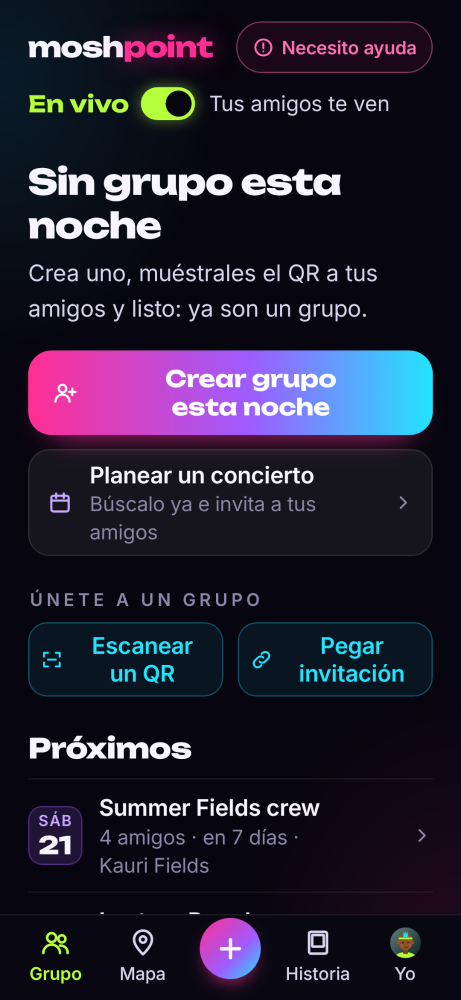 moshpoint
Necesito ayuda
En vivo
Tus amigos te ven
Sin grupo esta
noche
Crea uno, muéstrales el QR a tus
amigos y listo: ya son un grupo.
Crear grupo
esta noche
Planear un concierto
Búscalo ya e invita a tus
amigos
ÚNETE A UN GRUPO
Escanear
un QR
Pegar
invitación
Próximos
SÁB
21
Summer Fields crew
4 amigos · en 7 días ·
Kauri Fields
Grupo
Mapa
Historia
Yo